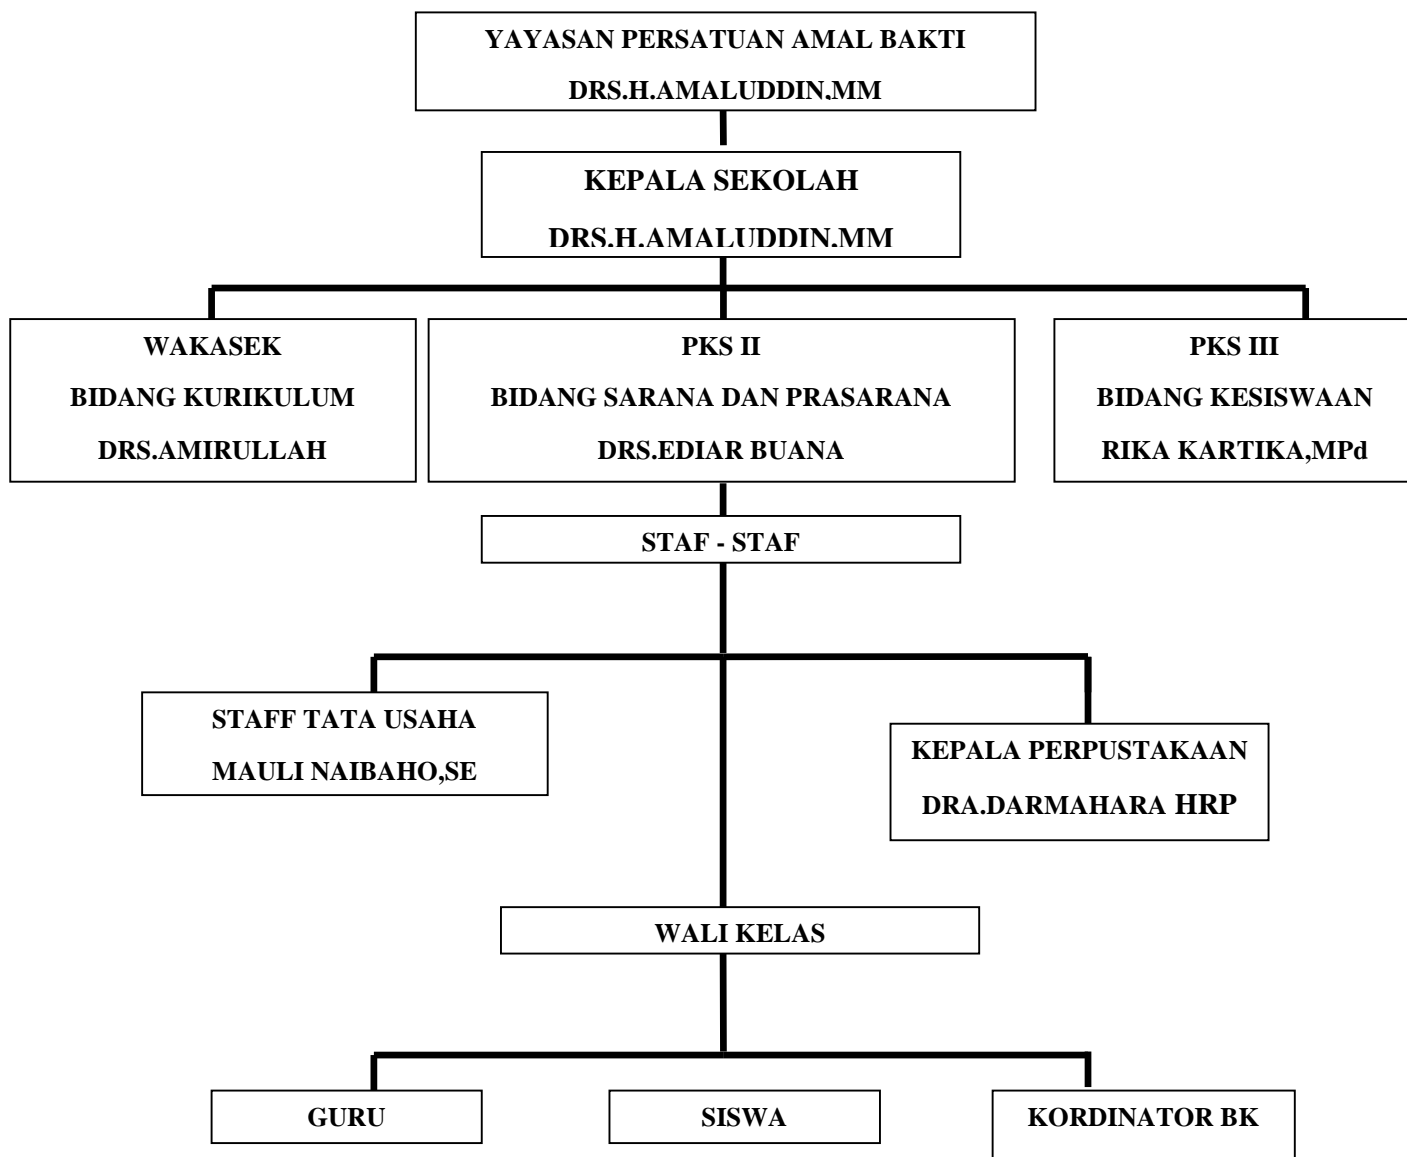 YAYASAN PERSATUAN AMAL BAKTI
DRS.H.AMALUDDIN,MM
KEPALA SEKOLAH
DRS.H.AMALUDDIN,MM
WAKASEK
BIDANG KURIKULUM
DRS.AMIRULLAH
PKS II
BIDANG SARANA DAN PRASARANA
DRS.EDIAR BUANA
PKS III
BIDANG KESISWAAN
RIKA KARTIKA,MPd
STAF - STAF
STAFF TATA USAHA
MAULI NAIBAHO,SE
KEPALA PERPUSTAKAAN
DRA.DARMAHARA HRP
WALI KELAS
GURU
SISWA
KORDINATOR BK